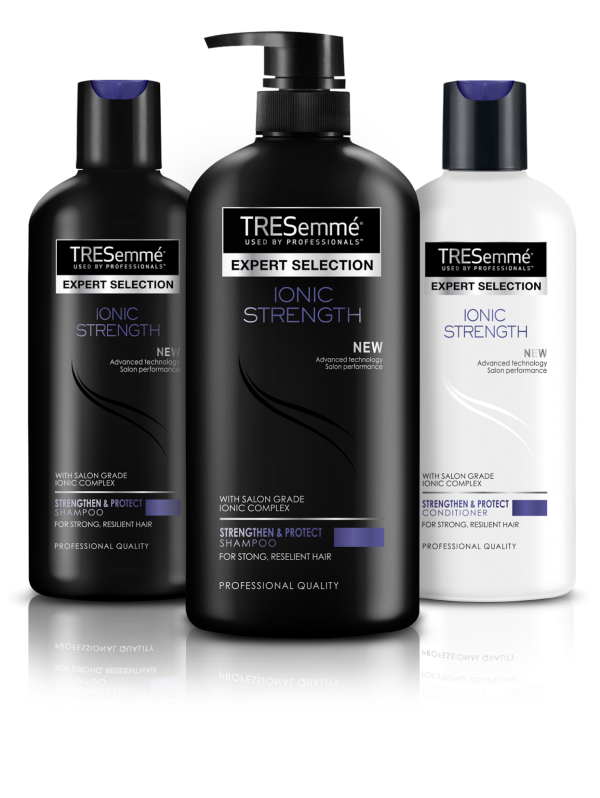 TRESemmé
USED BY PROFESSIONALS™
EXPERT SELECTION
IONIC
STRENGTH
NEW
Advanced technology
Salon performance
WITH SALON GRADE
IONIC COMPLEX
STRENGTHEN & PROTECT
SHAMPOO
FOR STRONG, RESILIENT HAIR
PROFESSIONAL QUALITY
TRESemmé
USED BY PROFESSIONALS™
EXPERT SELECTION
IONIC
STRENGTH
NEW
Advanced technology
Salon performance
WITH SALON GRADE
IONIC COMPLEX
STRENGTHEN & PROTECT
SHAMPOO
FOR STONG, RESELIENT HAIR
PROFESSIONAL QUALITY
TRESemmé
USED BY PROFESSIONALS™
EXPERT SELECTION
IONIC
STRENGTH
NEW
Advanced technology
Salon performance
WITH SALON GRADE
IONIC COMPLEX
STRENGTHEN & PROTECT
CONDITIONER
FOR STRONG, RESILIENT HAIR
PROFESSIONAL QUALITY